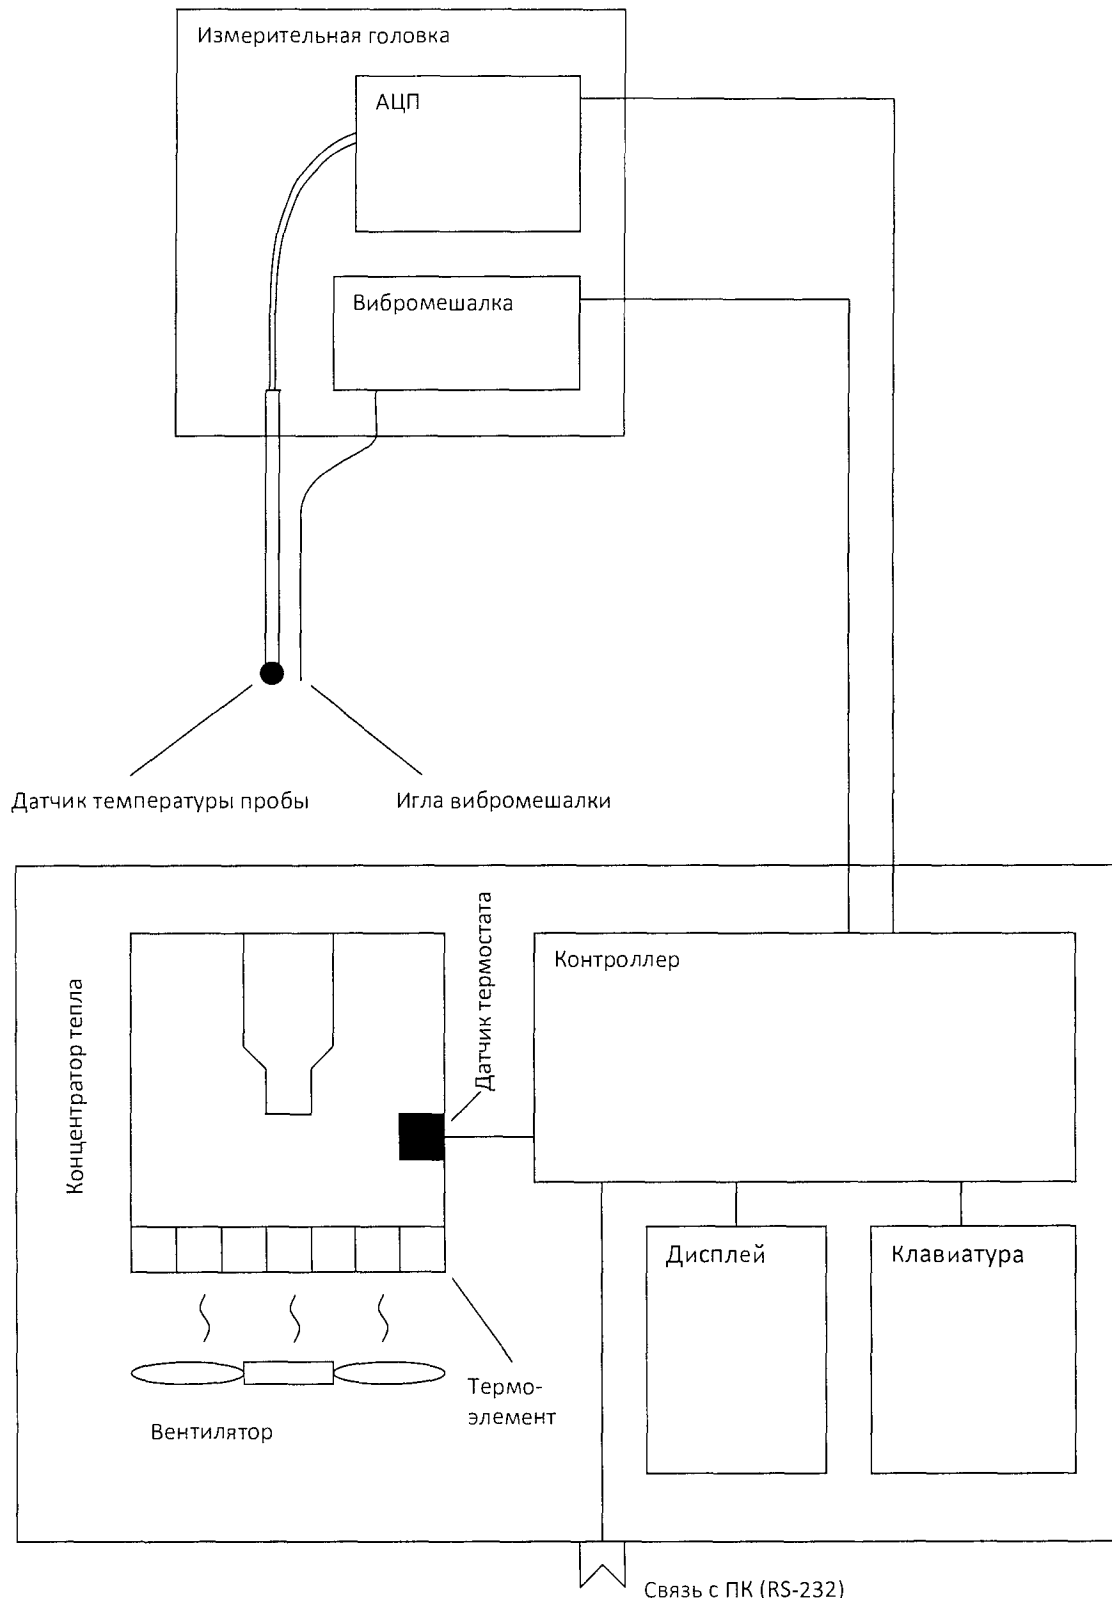 Измерительная головка
АЦП
Вибромешалка
Датчик температуры пробы
Игла вибромешалки
Концентратор тепла
Датчик термостата
Контроллер
Дисплей
Клавиатура
Термо-
элемент
Вентилятор
Связь с ПК (RS-232)